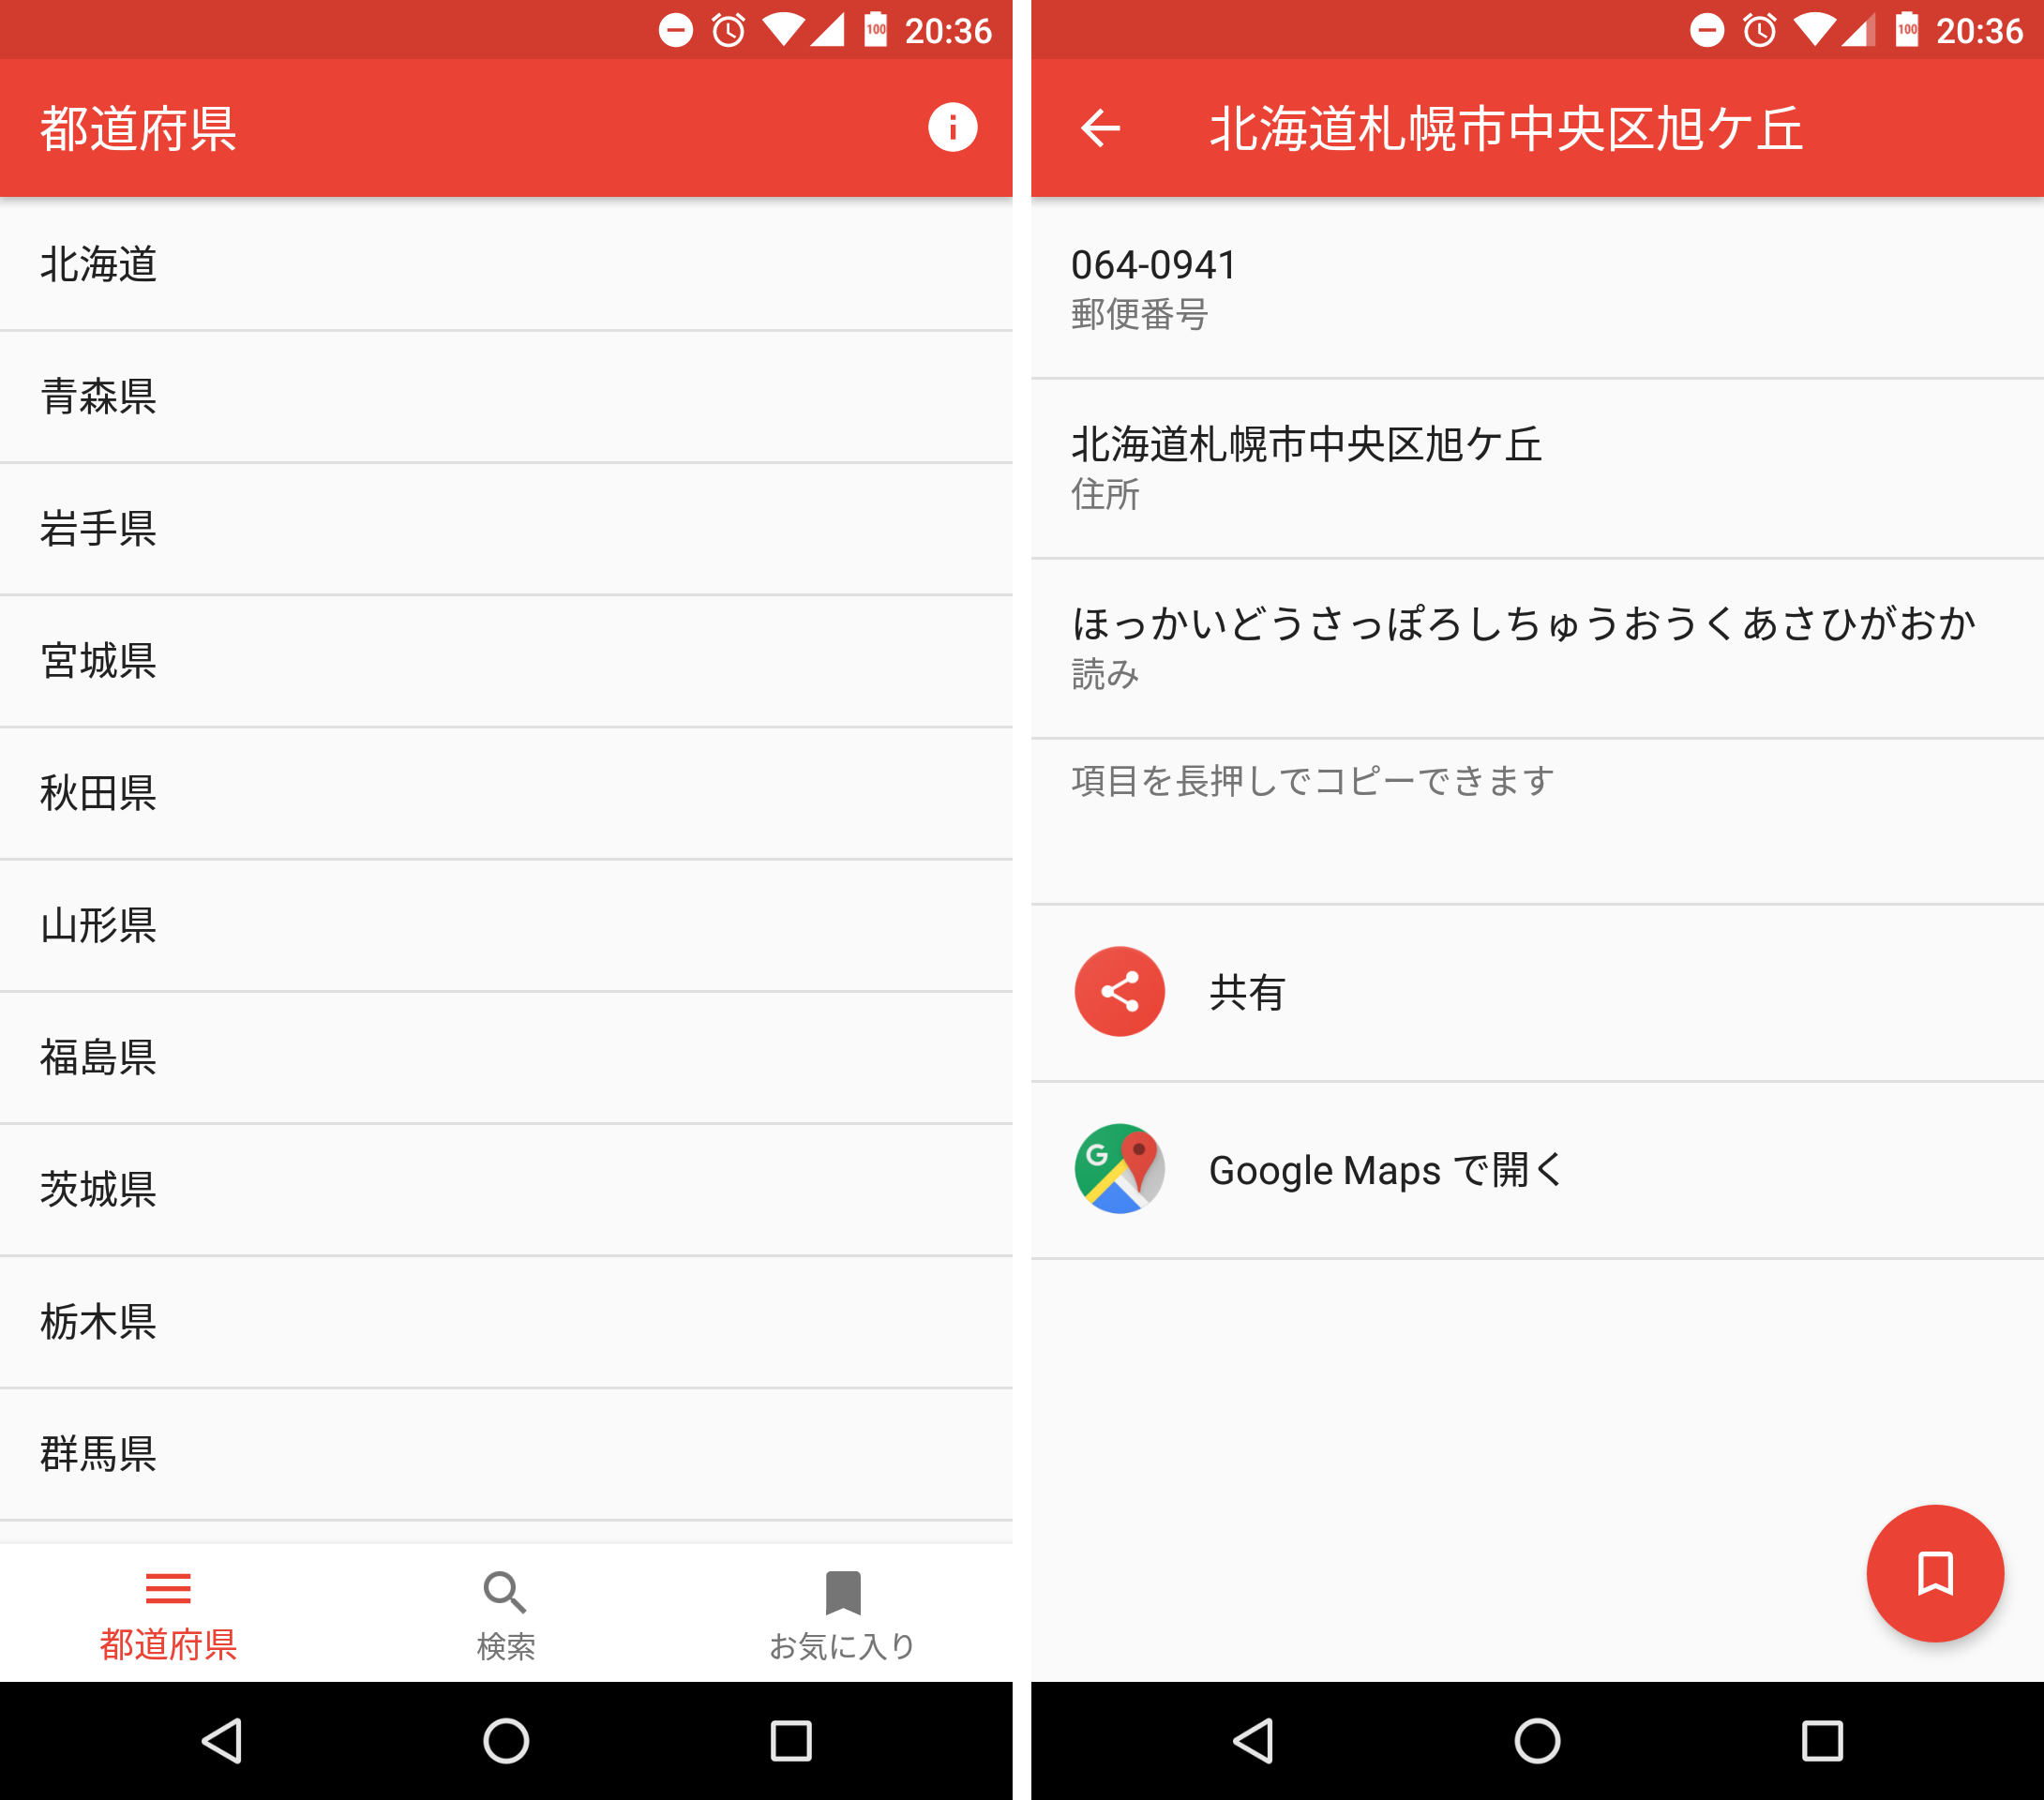 100 20:36
都道府県
北海道
青森県
岩手県
宮城県
秋田県
山形県
福島県
茨城県
栃木県
群馬県
都道府県
検索
お気に入り
100 20:36
北海道札幌市中央区旭ケ丘
064-0941
郵便番号
北海道札幌市中央区旭ケ丘
住所
ほっかいどうさっぽろしちゅうおうくあさひがおか
読み
項目を長押しでコピーできます
共有
G
Google Maps で開く